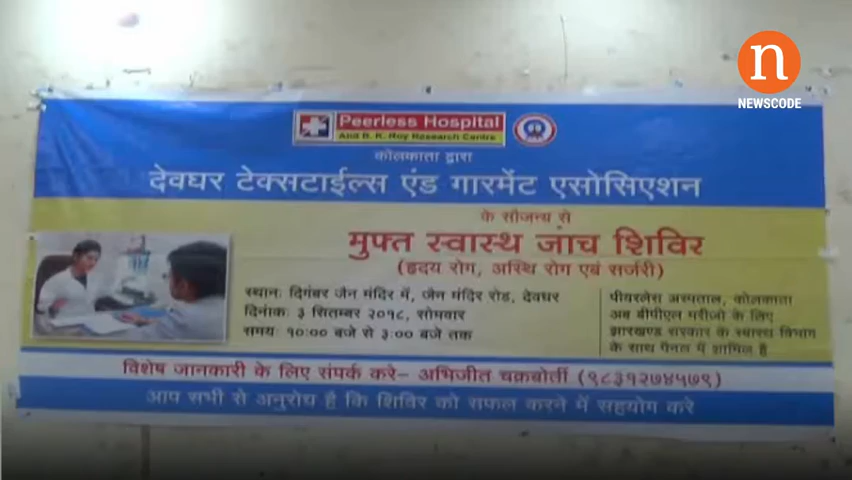 n
NEWSCODE
Peerless Hospital
And B. K. Roy Research Centre
कोलकाता द्वारा
देवघर टेक्सटाईल्स एंड गारमेंट एसोसिएशन
के सौजन्य से
मुफ्त स्वास्थ जाँच शिविर
(हृदय रोग, अस्थि रोग एवं सर्जरी)
स्थान: दिगंबर जैन मंदिर में, जैन मंदिर रोड, देवघर
दिनांक: ३ सितम्बर २०१८, सोमवार
समय: १०:०० बजे से ३:०० बजे तक
पीयरलेस अस्पताल, कोलकाता
अब बीपीएल मरीजो के लिए
झारखण्ड सरकार के स्वास्थ विभाग
के साथ पैनल में शामिल है
विशेष जानकारी के लिए संपर्क करे– अभिजीत चक्रबोर्ती (९८३१२७४५७९)
आप सभी से अनुरोध है कि शिविर को सफल करने में सहयोग करे